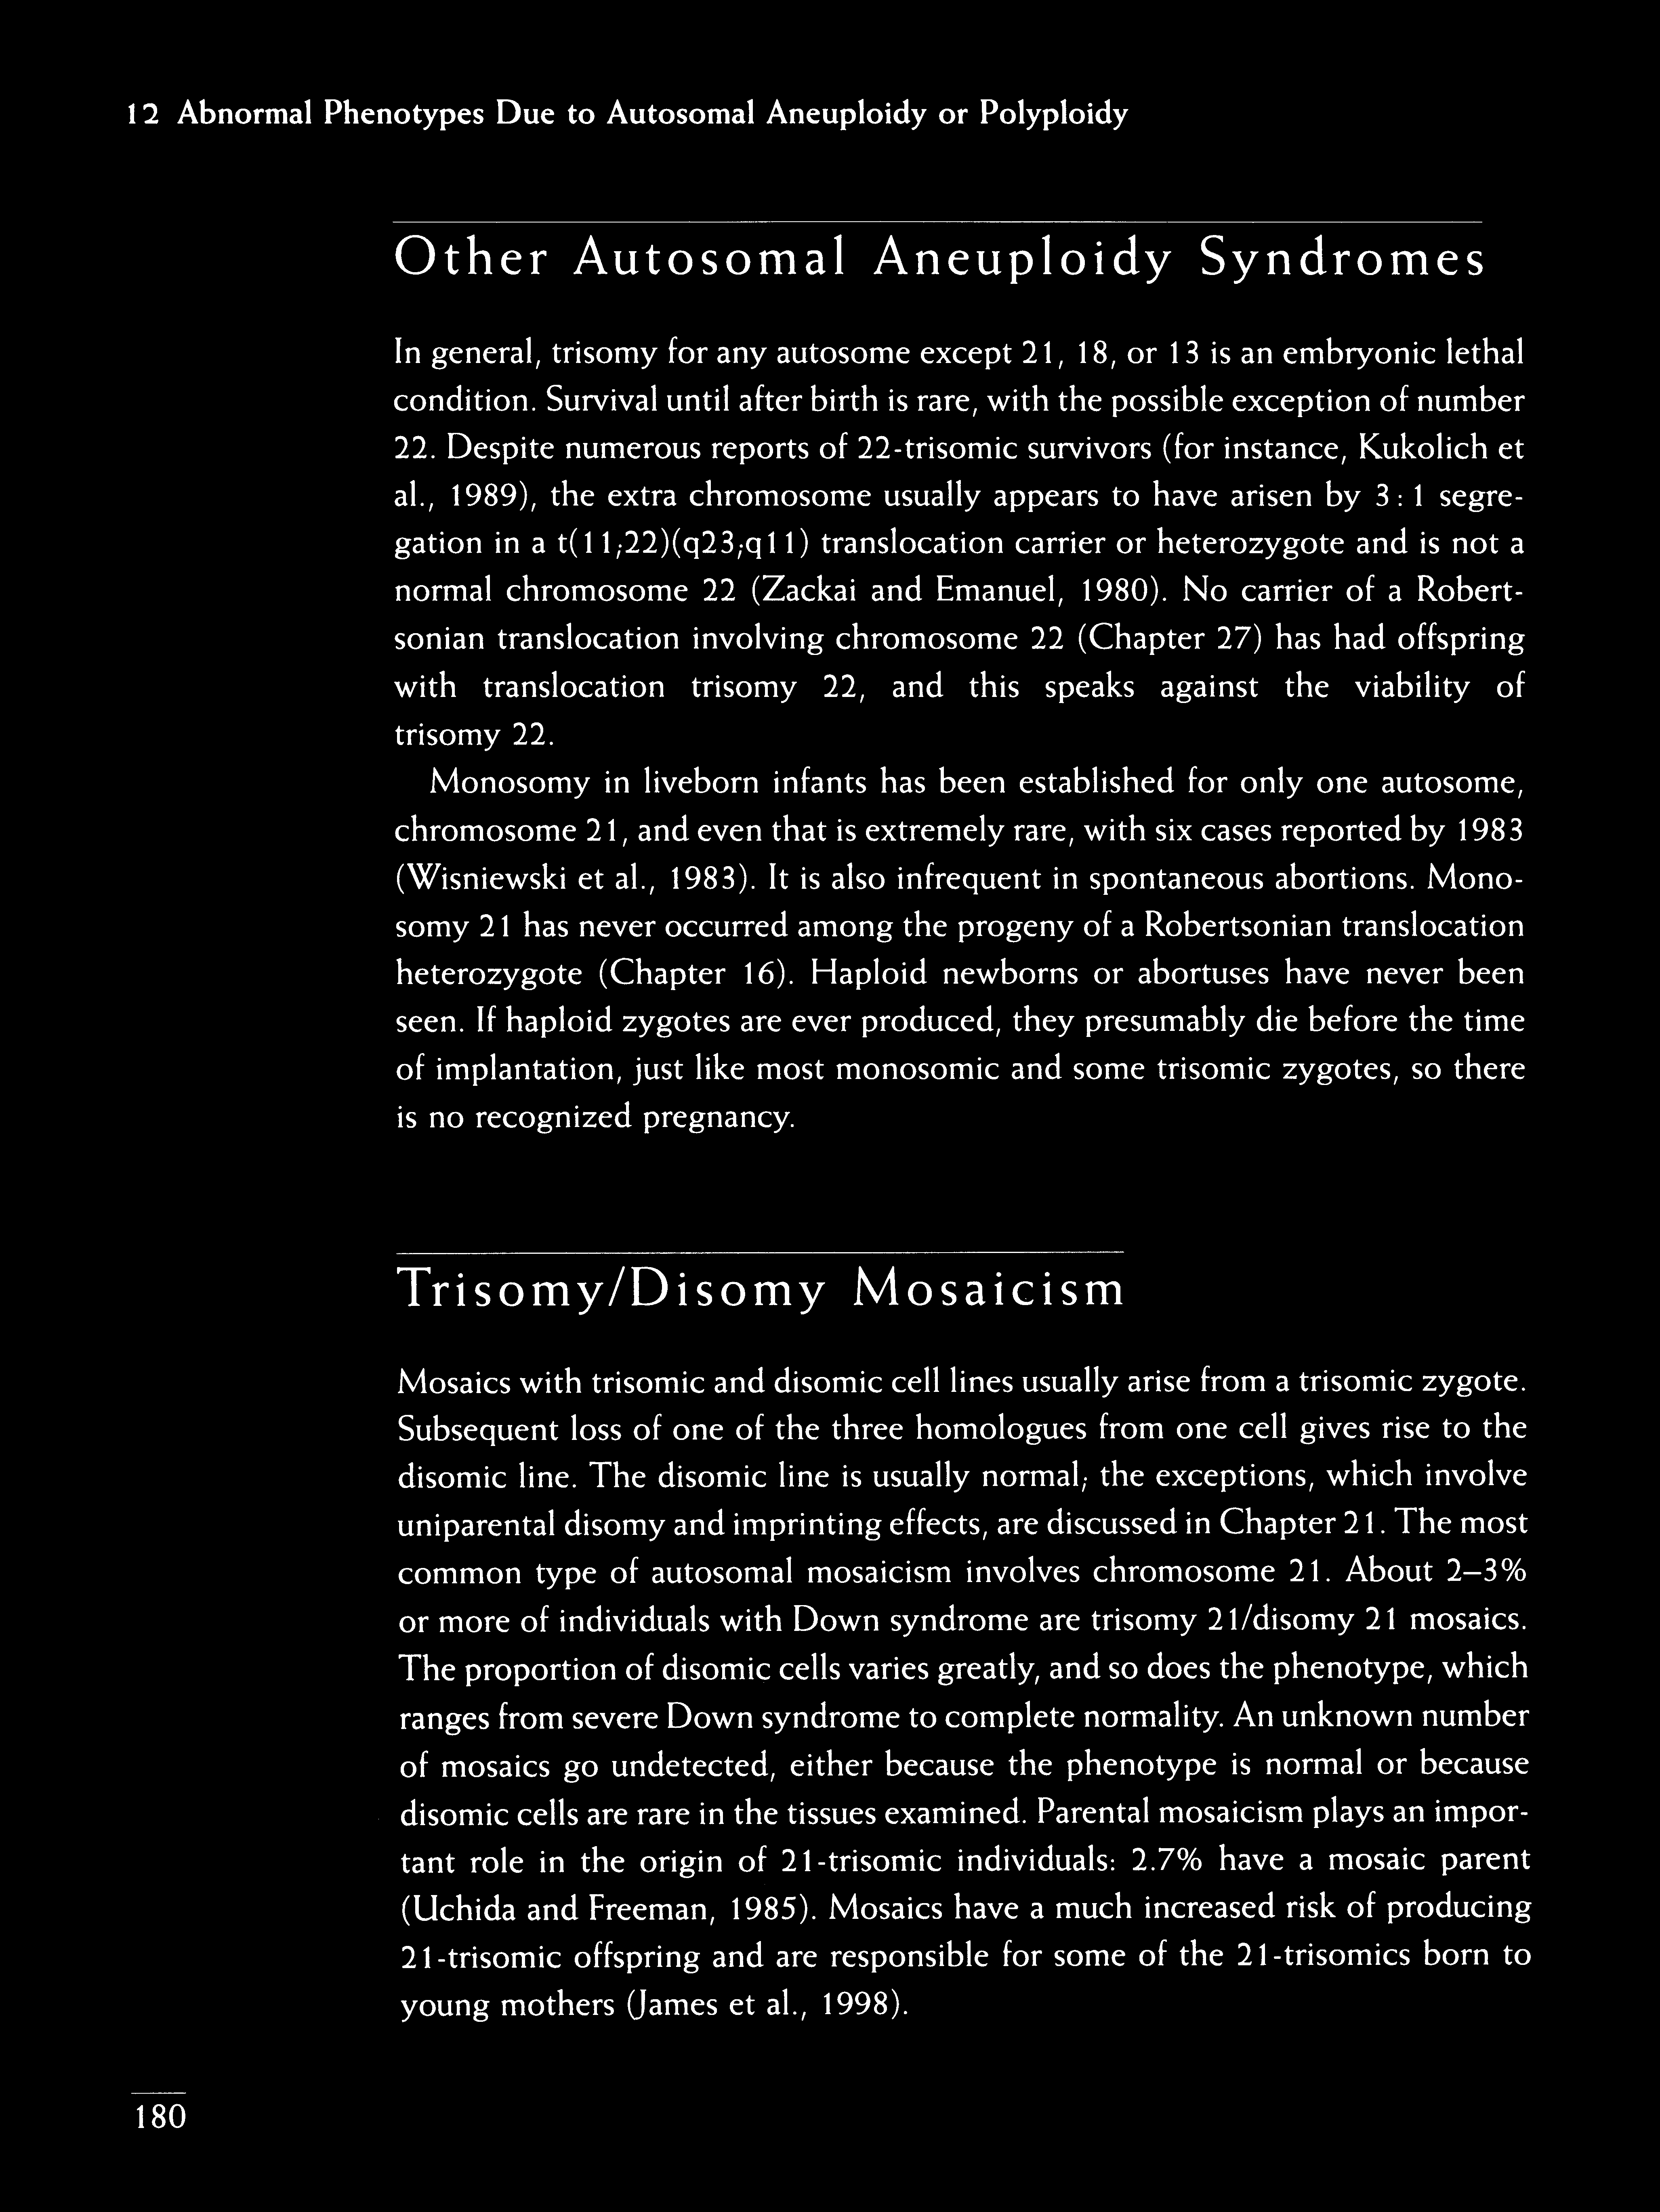 12 Abnormal Phenotypes Due to Autosomal Aneuploidy or Polyploidy
Other Autosomal Aneuploidy Syndromes
In general, trisomy for any autosome except 21, 18, or 13 is an embryonic lethal
condition. Survival until after birth is rare, with the possible exception of number
22. Despite numerous reports of 22-trisomic survivors (for instance, Kukolich et
al., 1989), the extra chromosome usually appears to have arisen by 3 : 1 segre-
gation in a t(11;22)(q23;q11) translocation carrier or heterozygote and is not a
normal chromosome 22 (Zackai and Emanuel, 1980). No carrier of a Robert-
sonian translocation involving chromosome 22 (Chapter 27) has had offspring
with translocation trisomy 22, and this speaks against the viability of
trisomy 22.
Monosomy in liveborn infants has been established for only one autosome,
chromosome 21, and even that is extremely rare, with six cases reported by 1983
(Wisniewski et al., 1983). It is also infrequent in spontaneous abortions. Mono-
somy 21 has never occurred among the progeny of a Robertsonian translocation
heterozygote (Chapter 16). Haploid newborns or abortuses have never been
seen. If haploid zygotes are ever produced, they presumably die before the time
of implantation, just like most monosomic and some trisomic zygotes, so there
is no recognized pregnancy.
Trisomy/Disomy Mosaicism
Mosaics with trisomic and disomic cell lines usually arise from a trisomic zygote.
Subsequent loss of one of the three homologues from one cell gives rise to the
disomic line. The disomic line is usually normal; the exceptions, which involve
uniparental disomy and imprinting effects, are discussed in Chapter 21. The most
common type of autosomal mosaicism involves chromosome 21. About 2–3%
or more of individuals with Down syndrome are trisomy 21/disomy 21 mosaics.
The proportion of disomic cells varies greatly, and so does the phenotype, which
ranges from severe Down syndrome to complete normality. An unknown number
of mosaics go undetected, either because the phenotype is normal or because
disomic cells are rare in the tissues examined. Parental mosaicism plays an impor-
tant role in the origin of 21-trisomic individuals: 2.7% have a mosaic parent
(Uchida and Freeman, 1985). Mosaics have a much increased risk of producing
21-trisomic offspring and are responsible for some of the 21-trisomics born to
young mothers (James et al., 1998).
180